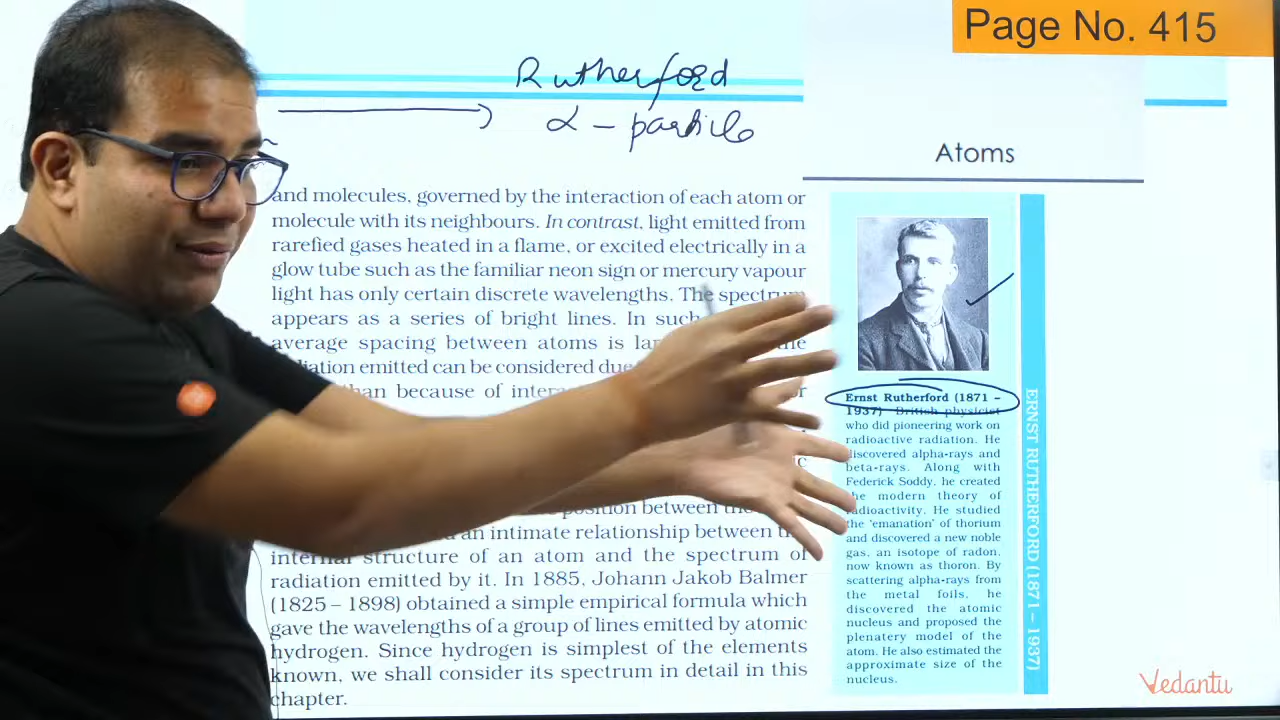 Page No. 415
Rutherford
α – particle
Atoms
and molecules, governed by the interaction of each atom or
molecule with its neighbours. In contrast, light emitted from
rarefied gases heated in a flame, or excited electrically in a
glow tube such as the familiar neon sign or mercury vapour
light has only certain discrete wavelengths. The spectrum
appears as a series of bright lines. In such
average spacing between atoms is
radiation emitted can be considered due
than because of
position between the
an intimate relationship between
internal structure of an atom and the spectrum of
radiation emitted by it. In 1885, Johann Jakob Balmer
(1825 – 1898) obtained a simple empirical formula which
gave the wavelengths of a group of lines emitted by atomic
hydrogen. Since hydrogen is simplest of the elements
known, we shall consider its spectrum in detail in this
chapter.
Ernst Rutherford (1871 –
1937) British physicist
who did pioneering work on
radioactive radiation. He
discovered alpha-rays and
beta-rays. Along with
Federick Soddy, he created
the modern theory of
radioactivity. He studied
the 'emanation' of thorium
and discovered a new noble
gas, an isotope of radon,
now known as thoron. By
scattering alpha-rays from
the metal foils, he
discovered the atomic
nucleus and proposed the
plenatery model of the
atom. He also estimated the
approximate size of the
nucleus.
ERNST RUTHERFORD (1871 – 1937)
Vedantu